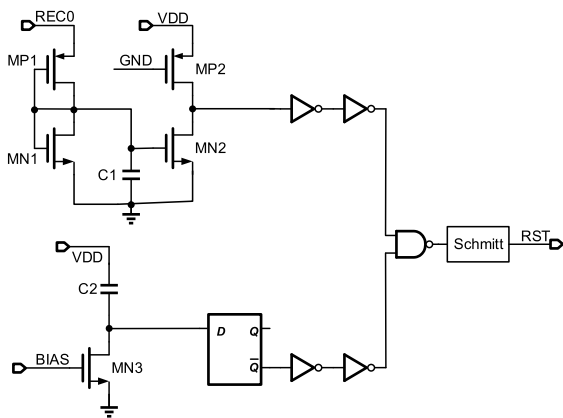 REC0
VDD
MP1
GND
MP2
MN1
C1
MN2
VDD
C2
BIAS
MN3
D
Q
Q̅
Schmitt
RST